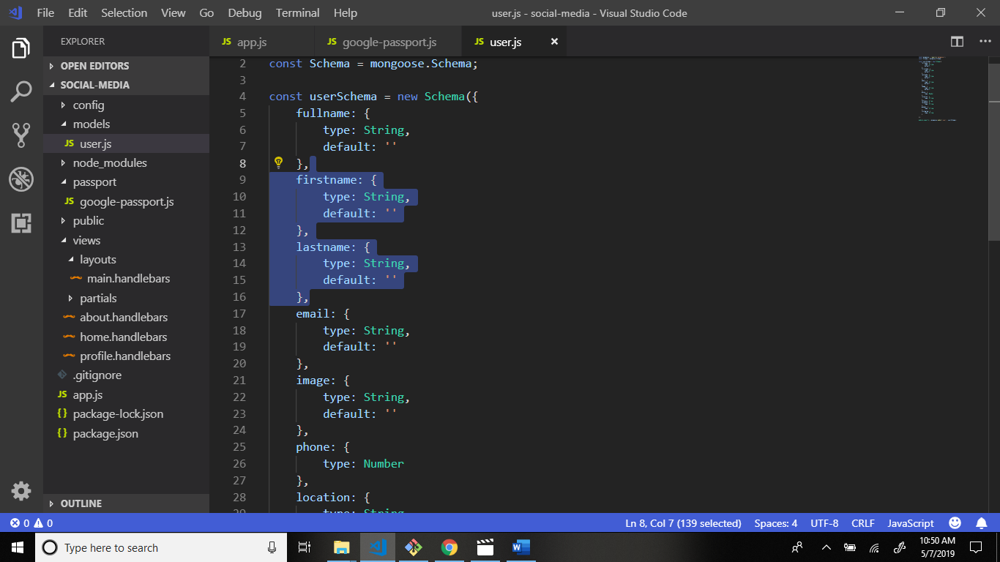 File Edit Selection View Go Debug Terminal Help
user.js - social-media - Visual Studio Code
EXPLORER
JS app.js
JS google-passport.js
JS user.js
OPEN EDITORS
SOCIAL-MEDIA
config
models
JS user.js
node_modules
passport
JS google-passport.js
public
views
layouts
main.handlebars
partials
about.handlebars
home.handlebars
profile.handlebars
.gitignore
JS app.js
{} package-lock.json
{} package.json
OUTLINE
2 const Schema = mongoose.Schema;
3
4 const userSchema = new Schema({
5 fullname: {
6 type: String,
7 default: ''
8 },
9 firstname: {
10 type: String,
11 default: ''
12 },
13 lastname: {
14 type: String,
15 default: ''
16 },
17 email: {
18 type: String,
19 default: ''
20 },
21 image: {
22 type: String,
23 default: ''
24 },
25 phone: {
26 type: Number
27 },
28 location: {
29 type: String
0 0
Ln 8, Col 7 (139 selected) Spaces: 4 UTF-8 CRLF JavaScript
Type here to search
10:50 AM
5/7/2019